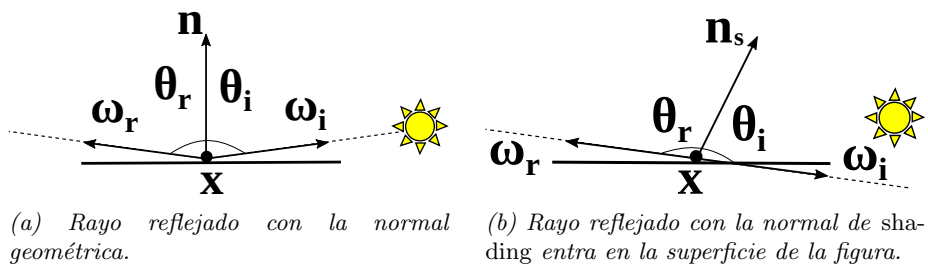 n
θr θi
ωr ωi
x
(a) Rayo reflejado con la normal
geométrica.
ns
θr θi
ωr ωi
x
(b) Rayo reflejado con la normal de sha-
ding entra en la superficie de la figura.